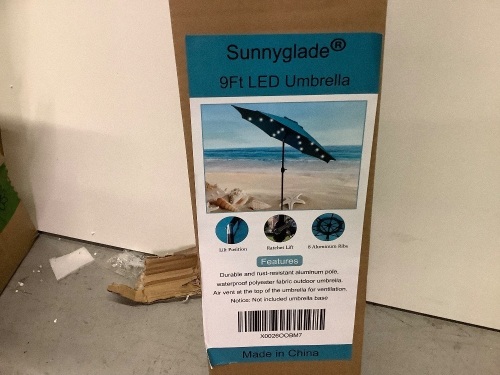 Sunnyglade®
9Ft LED Umbrella
Lilt Position
Ratchet Lift
8 Aluminum Ribs
Features
Durable and rust-resistant aluminum pole,
waterproof polyester fabric outdoor umbrella.
Air vent at the top of the umbrella for ventilation.
Notice: Not included umbrella base
X0026OOBM7
Made in China